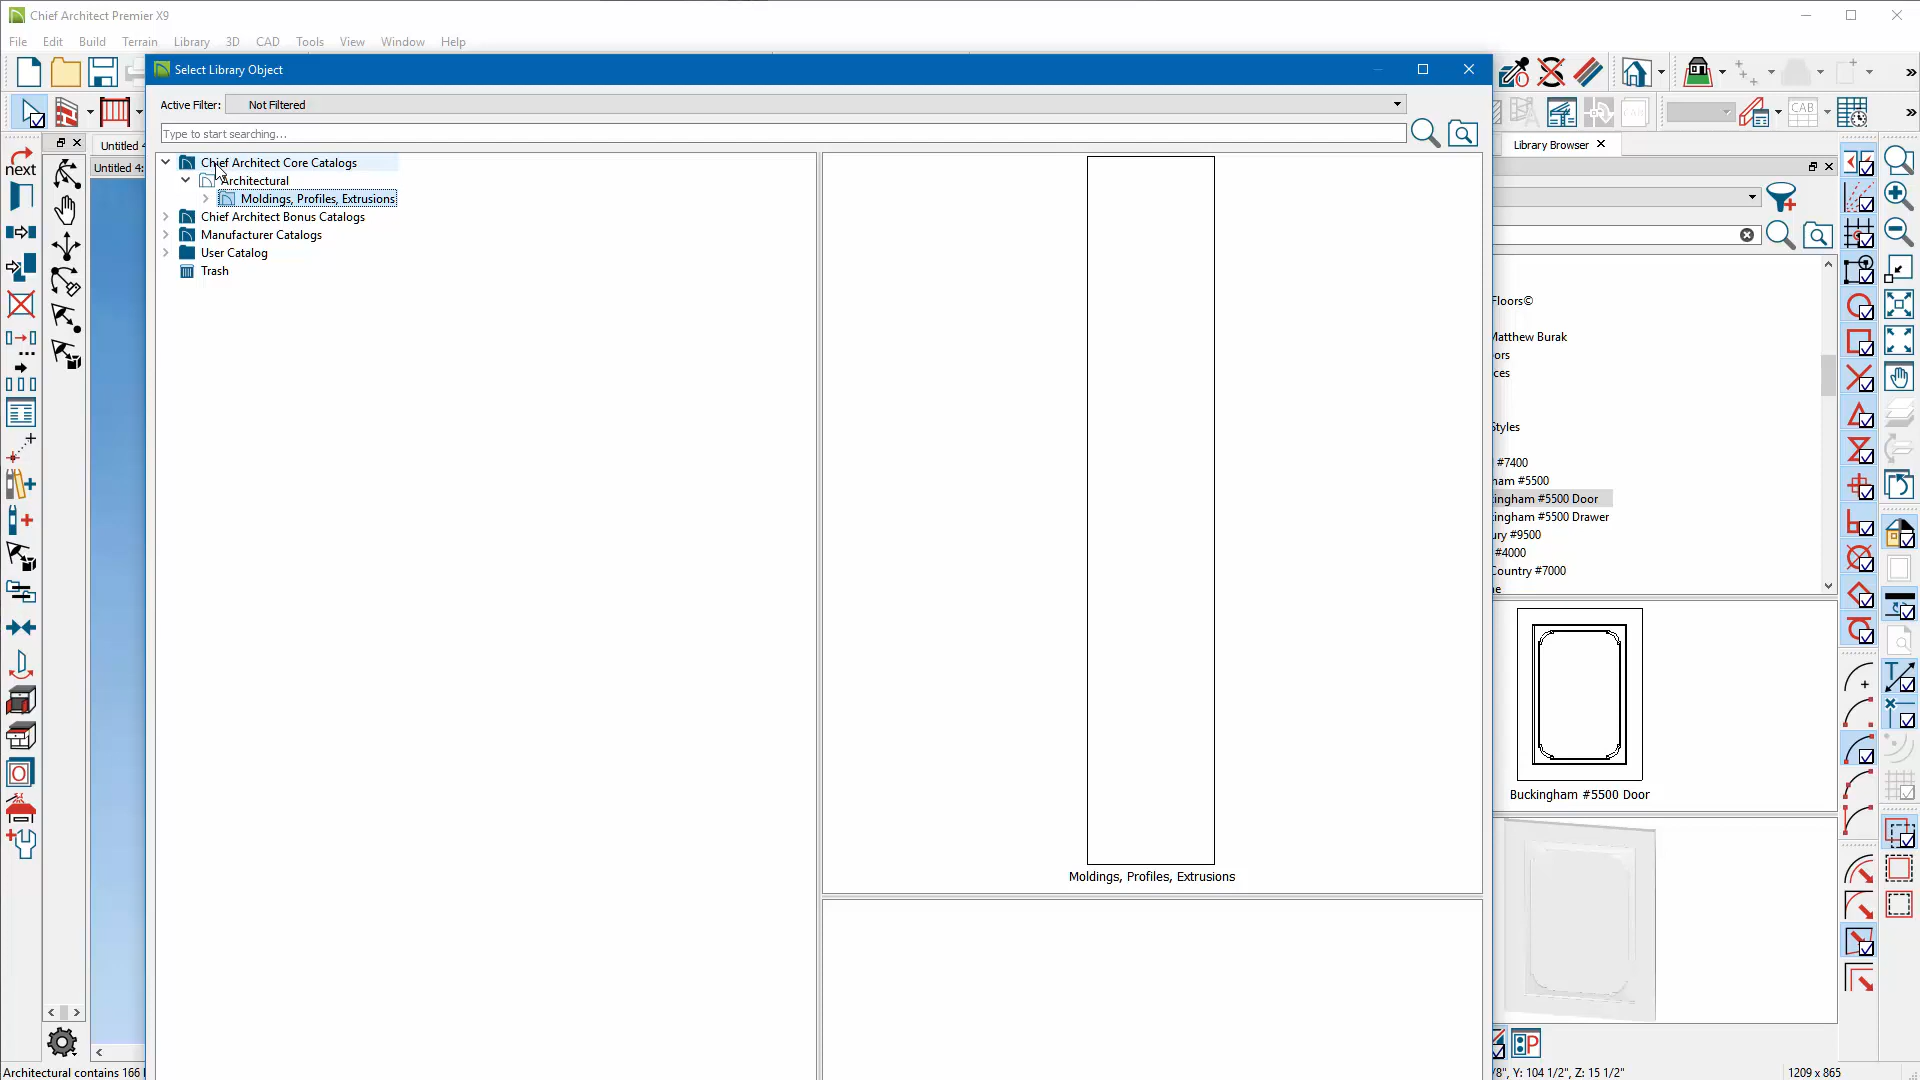 Chief Architect Premier X9
File Edit Build Terrain Library 3D CAD Tools View Window Help
Select Library Object
Active Filter: Not Filtered
Type to start searching...
Chief Architect Core Catalogs
Architectural
Moldings, Profiles, Extrusions
Chief Architect Bonus Catalogs
Manufacturer Catalogs
User Catalog
Trash
Moldings, Profiles, Extrusions
next
Untitled 4
Untitled 4:
CAB
Library Browser
Floors©
Matthew Burak
ors
ces
Styles
#7400
ham #5500
ingham #5500 Door
ingham #5500 Drawer
ury #9500
#4000
Country #7000
ne
Buckingham #5500 Door
P
Architectural contains 166
/8", Y: 104 1/2", Z: 15 1/2"
1209 x 865